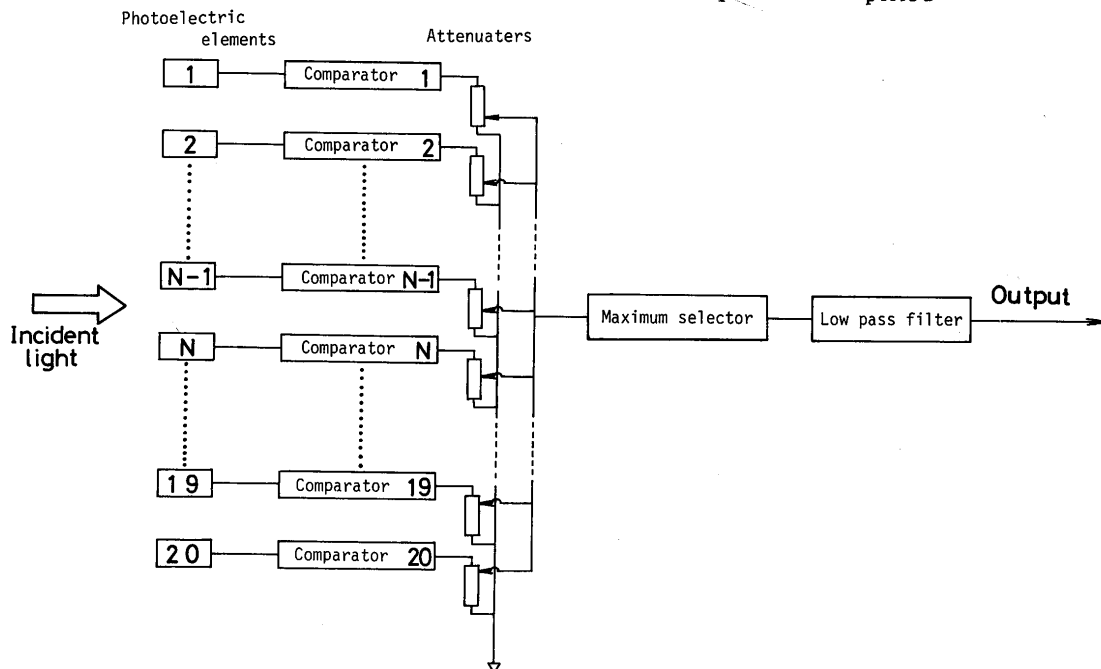 Photoelectric
elements
Attenuaters
1
Comparator 1
2
Comparator 2
N-1
Comparator N-1
Incident
light
N
Comparator N
Maximum selector
Low pass filter
Output
19
Comparator 19
20
Comparator 20